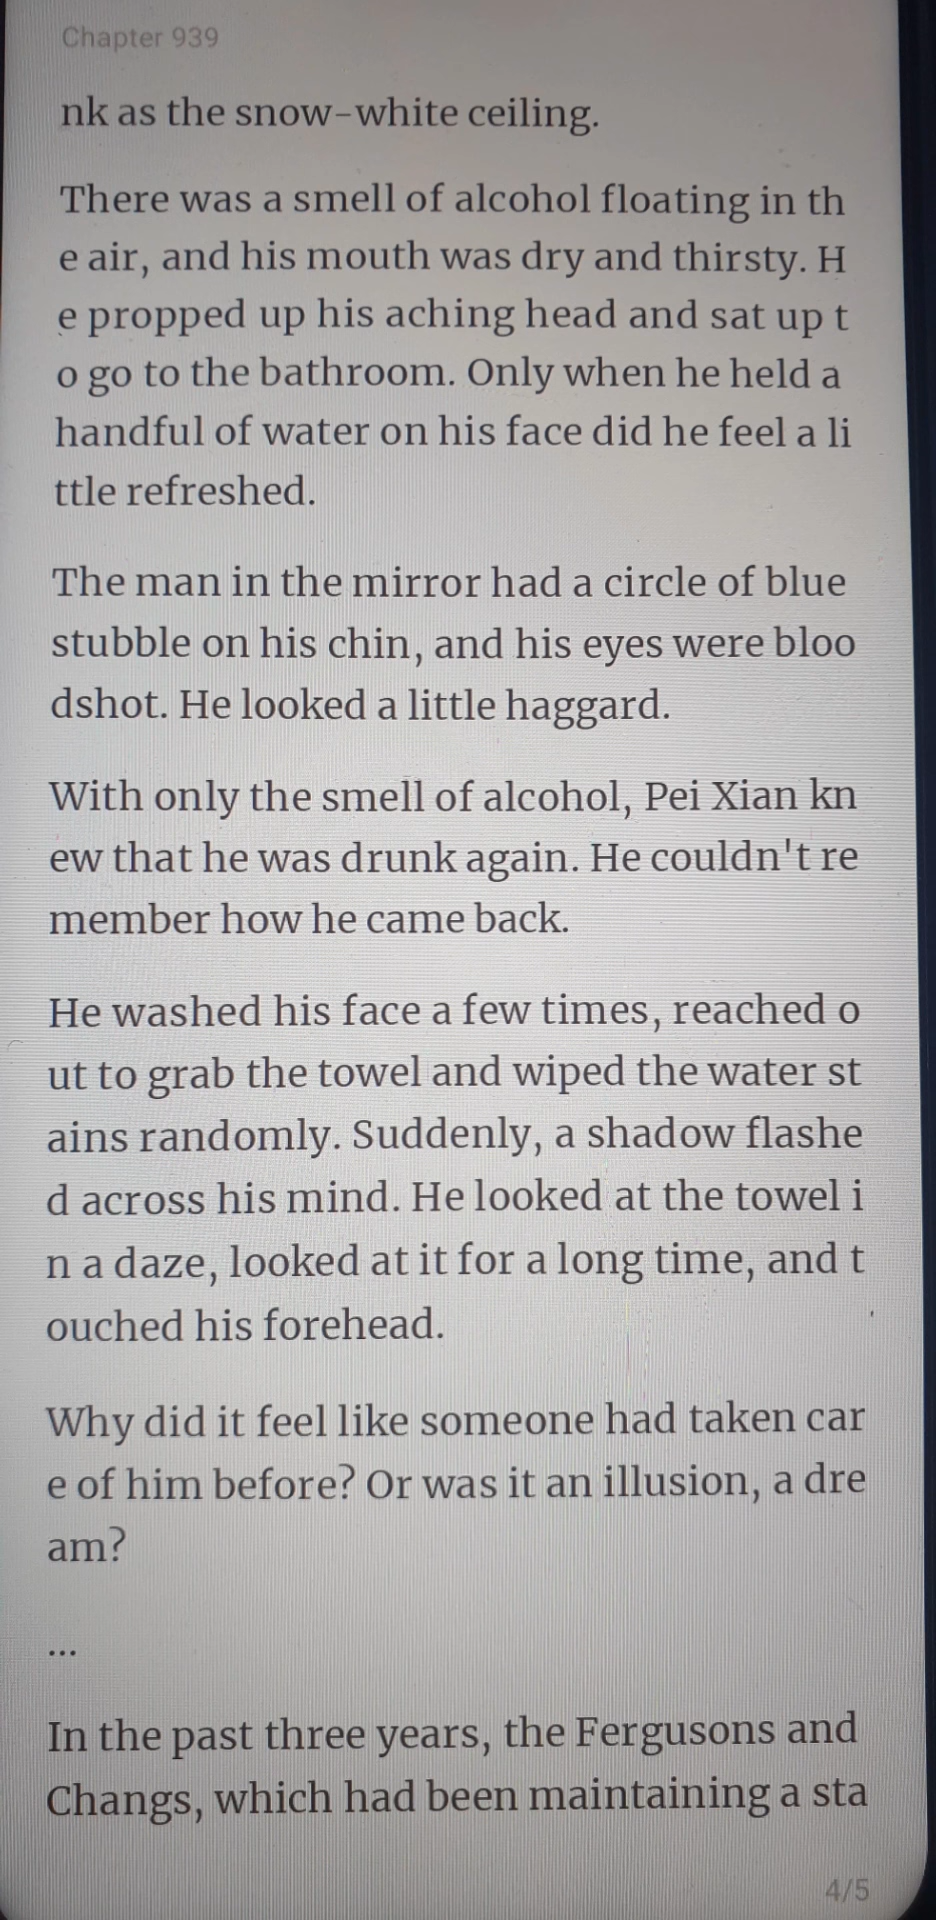 Chapter 939
nk as the snow-white ceiling.
There was a smell of alcohol floating in th
e air, and his mouth was dry and thirsty. H
e propped up his aching head and sat up t
o go to the bathroom. Only when he held a
handful of water on his face did he feel a li
ttle refreshed.
The man in the mirror had a circle of blue
stubble on his chin, and his eyes were bloo
dshot. He looked a little haggard.
With only the smell of alcohol, Pei Xian kn
ew that he was drunk again. He couldn't re
member how he came back.
He washed his face a few times, reached o
ut to grab the towel and wiped the water st
ains randomly. Suddenly, a shadow flashe
d across his mind. He looked at the towel i
n a daze, looked at it for a long time, and t
ouched his forehead.
Why did it feel like someone had taken car
e of him before? Or was it an illusion, a dre
am?
...
In the past three years, the Fergusons and
Changs, which had been maintaining a sta
4/5